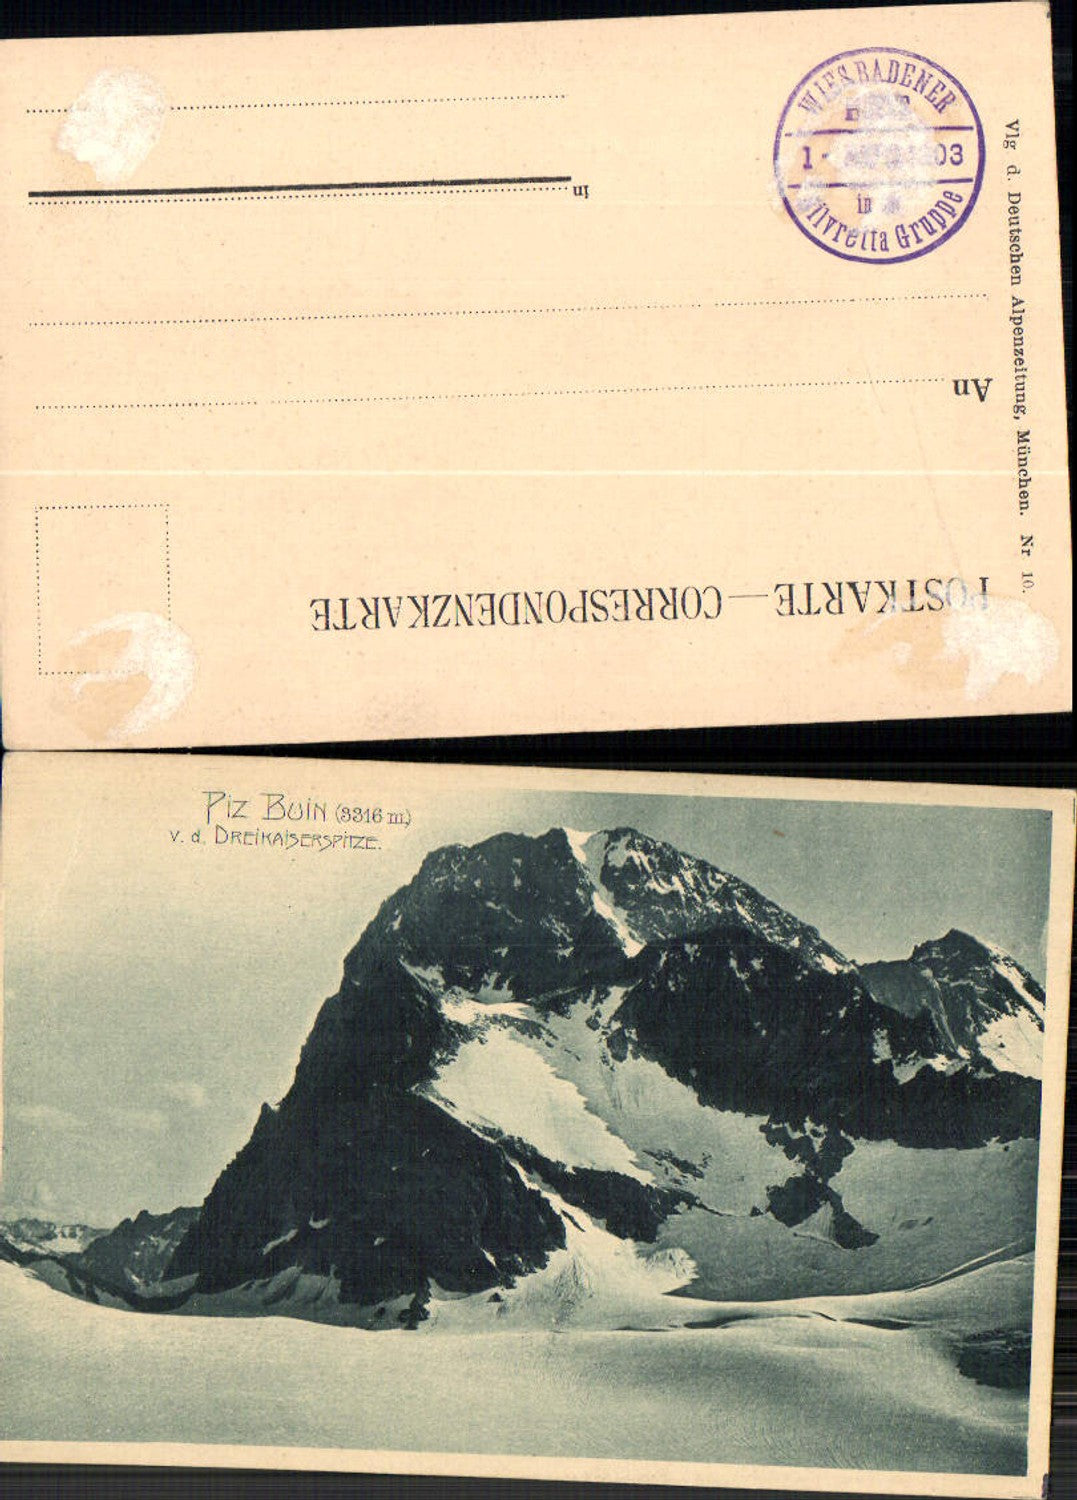 WIESBADENER
1
03
in
Silvretta Gruppe
Vlg d. Deutschen Alpenzeitung, München. Nr 10.
in
An
POSTKARTE — CORRESPONDENZKARTE
PIZ BUIN (3316 m.)
v. d. DREIKAISERSPITZE.